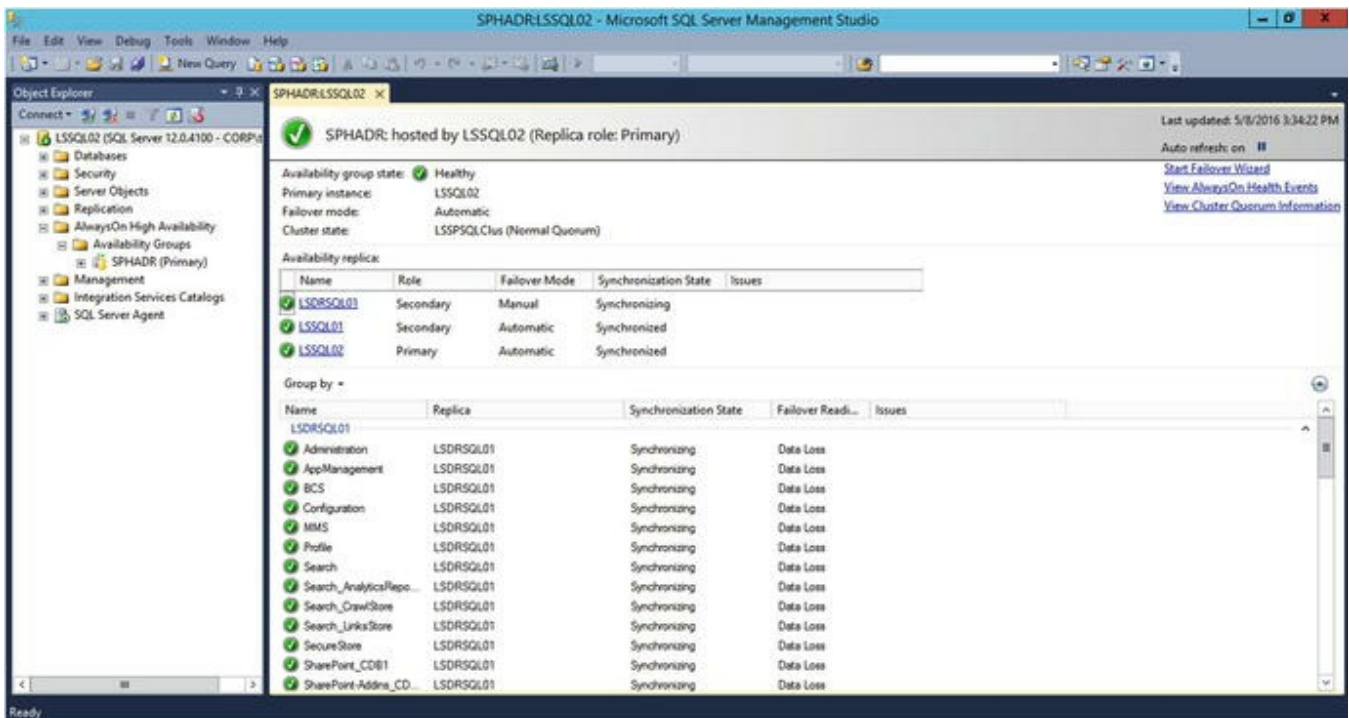 SPHADR:LSSQL02 - Microsoft SQL Server Management Studio
File Edit View Debug Tools Window Help
New Query
Object Explorer
SPHADR:LSSQL02
Connect
LSSQL02 (SQL Server 12.0.4100 - CORP\
Databases
Security
Server Objects
Replication
AlwaysOn High Availability
Availability Groups
SPHADR (Primary)
Management
Integration Services Catalogs
SQL Server Agent
SPHADR: hosted by LSSQL02 (Replica role: Primary)
Last updated: 5/8/2016 3:34:22 PM
Auto refresh: on
Availability group state: Healthy
Primary instance: LSSQL02
Failover mode: Automatic
Cluster state: LSSPSQLClus (Normal Quorum)
Start Failover Wizard
View AlwaysOn Health Events
View Cluster Quorum Information
Availability replica:
Name Role Failover Mode Synchronization State Issues
LSDRSQL01 Secondary Manual Synchronizing
LSSQL01 Secondary Automatic Synchronized
LSSQL02 Primary Automatic Synchronized
Group by
Name Replica Synchronization State Failover Readi... Issues
LSDRSQL01
Administration LSDRSQL01 Synchronizing Data Loss
AppManagement LSDRSQL01 Synchronizing Data Loss
BCS LSDRSQL01 Synchronizing Data Loss
Configuration LSDRSQL01 Synchronizing Data Loss
MMS LSDRSQL01 Synchronizing Data Loss
Profile LSDRSQL01 Synchronizing Data Loss
Search LSDRSQL01 Synchronizing Data Loss
Search_AnalyticsRepo... LSDRSQL01 Synchronizing Data Loss
Search_CrawlStore LSDRSQL01 Synchronizing Data Loss
Search_LinksStore LSDRSQL01 Synchronizing Data Loss
SecureStore LSDRSQL01 Synchronizing Data Loss
SharePoint_CDB1 LSDRSQL01 Synchronizing Data Loss
SharePoint-Addins_CD... LSDRSQL01 Synchronizing Data Loss
Ready